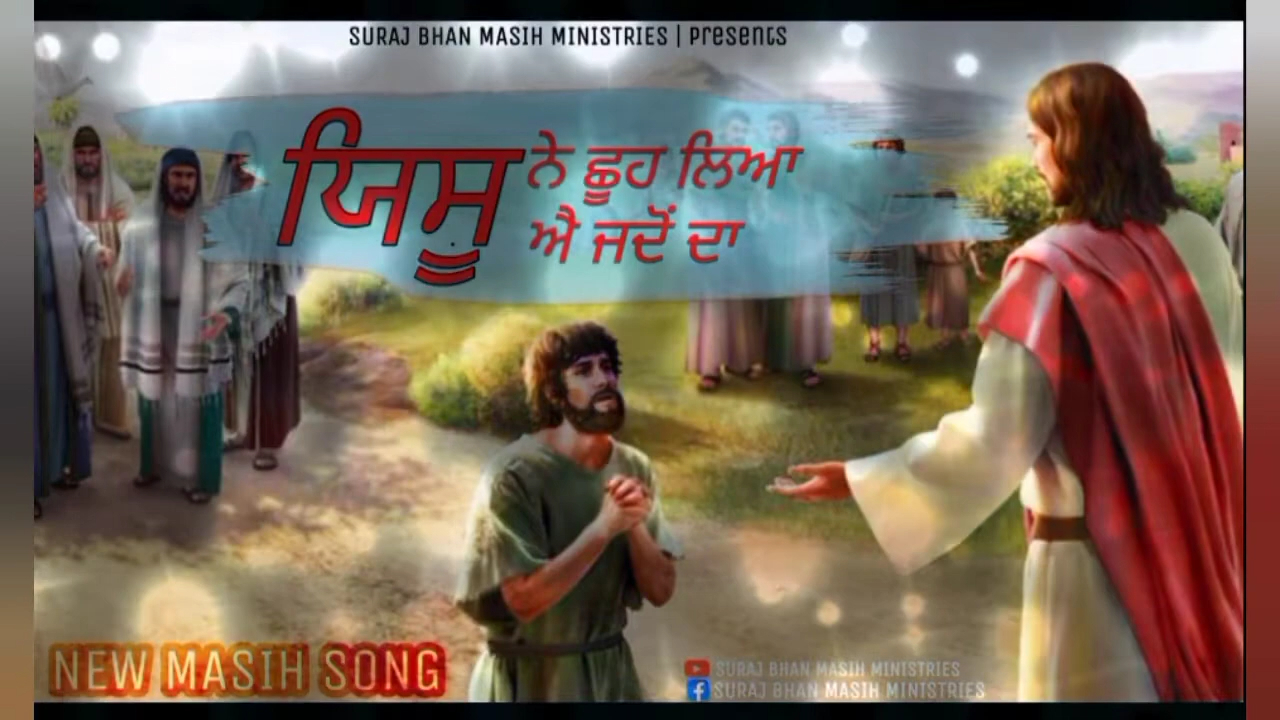 SURAJ BHAN MASIH MINISTRIES | Presents
ਯਿਸੂ ਨੇ ਛੂਹ ਲਿਆ
ਐ ਜਦੋਂ ਦਾ
NEW MASIH SONG
SURAJ BHAN MASIH MINISTRIES
SURAJ BHAN MASIH MINISTRIES